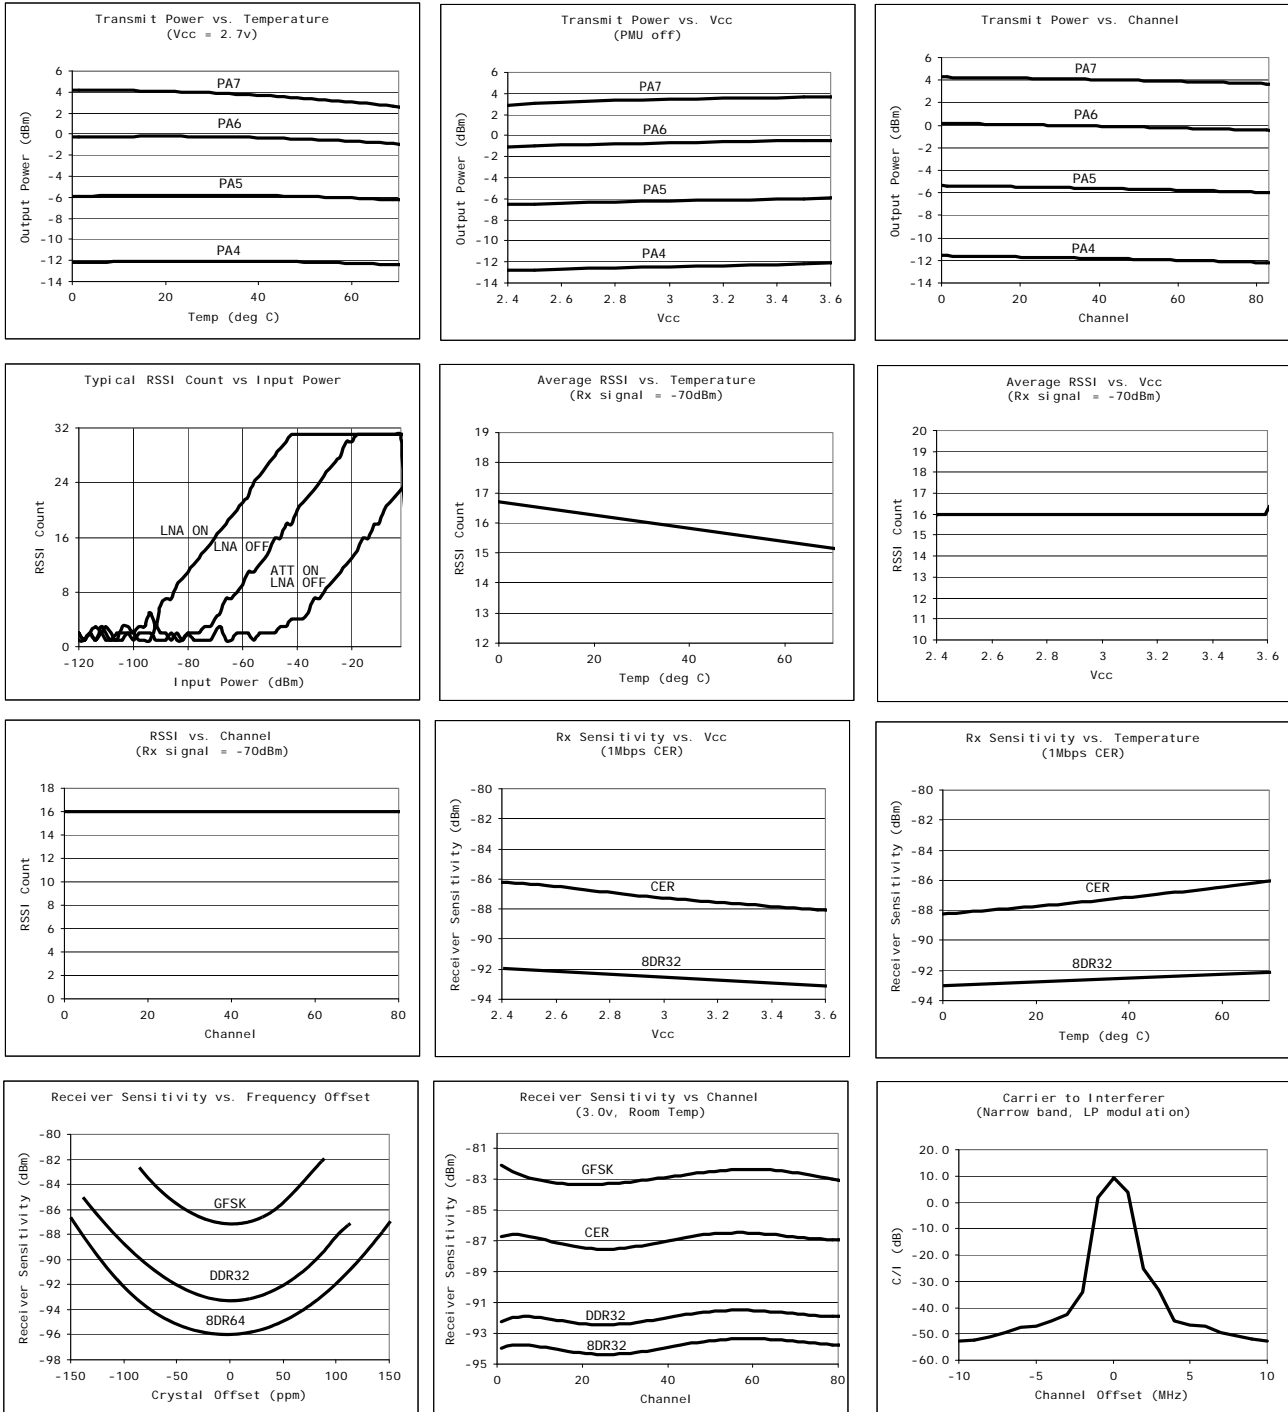 Transmit Power vs. Temperature
(Vcc = 2.7v)
Output Power (dBm)
6
4
2
0
-2
-4
-6
-8
-10
-12
-14
PA7
PA6
PA5
PA4
0 20 40 60
Temp (deg C)
Transmit Power vs. Vcc
(PMU off)
Output Power (dBm)
6
4
2
0
-2
-4
-6
-8
-10
-12
-14
PA7
PA6
PA5
PA4
2.4 2.6 2.8 3 3.2 3.4 3.6
Vcc
Transmit Power vs. Channel
Output Power (dBm)
6
4
2
0
-2
-4
-6
-8
-10
-12
-14
PA7
PA6
PA5
PA4
0 20 40 60 80
Channel
Typical RSSI Count vs Input Power
RSSI Count
32
24
16
8
0
LNA ON
LNA OFF
ATT ON
LNA OFF
-120 -100 -80 -60 -40 -20
Input Power (dBm)
Average RSSI vs. Temperature
(Rx signal = -70dBm)
RSSI Count
19
18
17
16
15
14
13
12
0 20 40 60
Temp (deg C)
Average RSSI vs. Vcc
(Rx signal = -70dBm)
RSSI Count
20
19
18
17
16
15
14
13
12
11
10
2.4 2.6 2.8 3 3.2 3.4 3.6
Vcc
RSSI vs. Channel
(Rx signal = -70dBm)
RSSI Count
18
16
14
12
10
8
6
4
2
0
0 20 40 60 80
Channel
Rx Sensitivity vs. Vcc
(1Mbps CER)
Receiver Sensitivity (dBm)
-80
-82
-84
-86
-88
-90
-92
-94
CER
8DR32
2.4 2.6 2.8 3 3.2 3.4 3.6
Vcc
Rx Sensitivity vs. Temperature
(1Mbps CER)
Receiver Sensitivity (dBm)
-80
-82
-84
-86
-88
-90
-92
-94
CER
8DR32
0 20 40 60
Temp (deg C)
Receiver Sensitivity vs. Frequency Offset
Receiver Sensitivity (dBm)
-80
-82
-84
-86
-88
-90
-92
-94
-96
-98
GFSK
DDR32
8DR64
-150 -100 -50 0 50 100 150
Crystal Offset (ppm)
Receiver Sensitivity vs Channel
(3.0v, Room Temp)
Receiver Sensitivity (dBm)
-81
-83
-85
-87
-89
-91
-93
-95
GFSK
CER
DDR32
8DR32
0 20 40 60 80
Channel
Carrier to Interferer
(Narrow band, LP modulation)
C/I (dB)
20.0
10.0
0.0
-10.0
-20.0
-30.0
-40.0
-50.0
-60.0
-10 -5 0 5 10
Channel Offset (MHz)